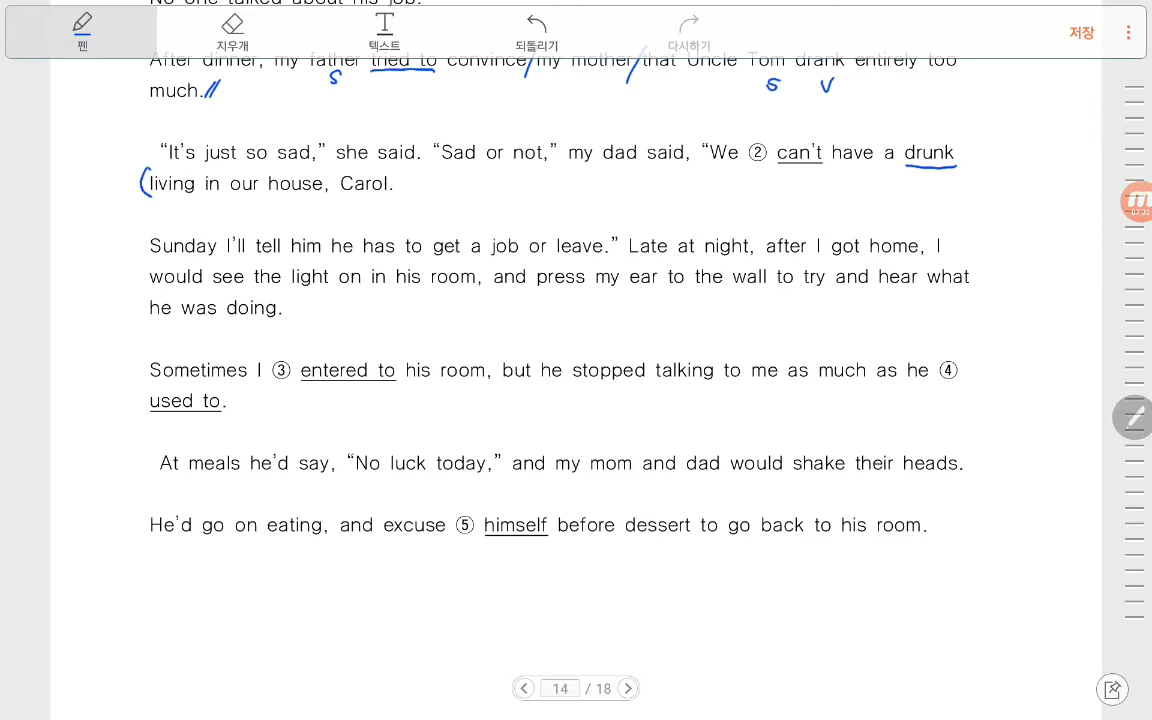 No one talked about his job.
펜
지우개
텍스트
되돌리기
다시하기
저장
After dinner, my father tried to convince my mother that Uncle Tom drank entirely too
S
S V
much.
“It's just so sad,” she said. “Sad or not,” my dad said, “We ② can't have a drunk
living in our house, Carol.
Sunday I'll tell him he has to get a job or leave.” Late at night, after I got home, I
would see the light on in his room, and press my ear to the wall to try and hear what
he was doing.
Sometimes I ③ entered to his room, but he stopped talking to me as much as he ④
used to.
At meals he'd say, “No luck today,” and my mom and dad would shake their heads.
He'd go on eating, and excuse ⑤ himself before dessert to go back to his room.
14 / 18